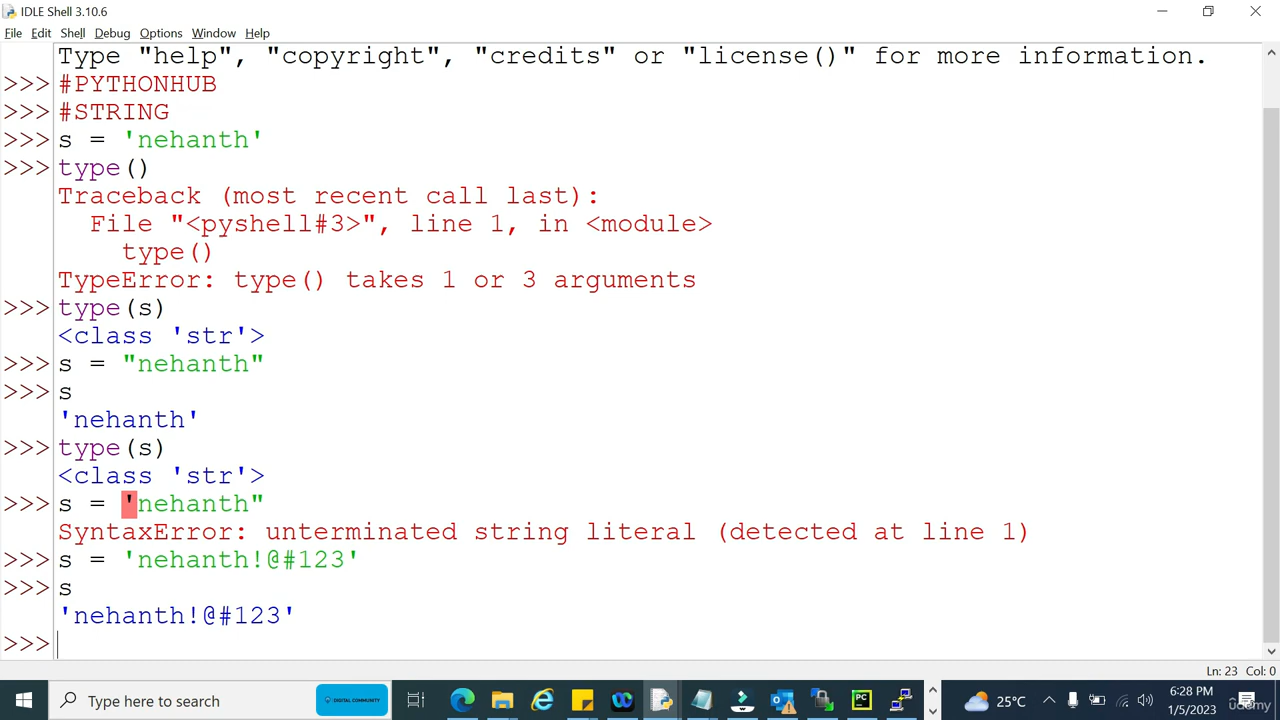 IDLE Shell 3.10.6
File Edit Shell Debug Options Window Help
Type "help", "copyright", "credits" or "license()" for more information.
>>> #PYTHONHUB
>>> #STRING
>>> s = 'nehanth'
>>> type()
Traceback (most recent call last):
  File "<pyshell#3>", line 1, in <module>
    type()
TypeError: type() takes 1 or 3 arguments
>>> type(s)
<class 'str'>
>>> s = "nehanth"
>>> s
'nehanth'
>>> type(s)
<class 'str'>
>>> s = 'nehanth"
SyntaxError: unterminated string literal (detected at line 1)
>>> s = 'nehanth!@#123'
>>> s
'nehanth!@#123'
>>>
Ln: 23 Col: 0
Type here to search
DIGITAL COMMUNITY
PC
25°C
6:28 PM
1/5/2023
udemy